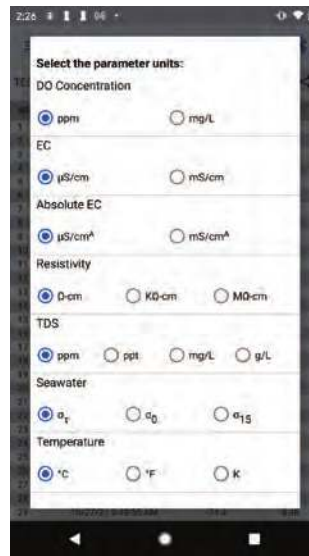 2:26
Select the parameter units:
DO Concentration
ppm mg/L
EC
µS/cm mS/cm
Absolute EC
µS/cmᴬ mS/cmᴬ
Resistivity
Ω-cm KΩ-cm MΩ-cm
TDS
ppm ppt mg/L g/L
Seawater
σₜ σ₀ σ₁₅
Temperature
°C °F K